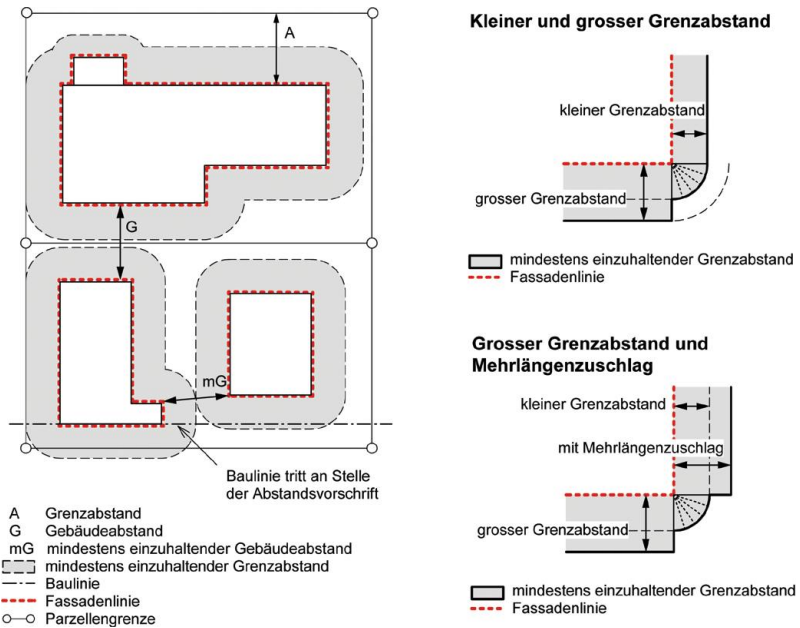 A
G
mG
Baulinie tritt an Stelle
der Abstandsvorschrift
A Grenzabstand
G Gebäudeabstand
mG mindestens einzuhaltender Gebäudeabstand
mindestens einzuhaltender Grenzabstand
Baulinie
Fassadenlinie
Parzellengrenze
Kleiner und grosser Grenzabstand
kleiner Grenzabstand
grosser Grenzabstand
mindestens einzuhaltender Grenzabstand
Fassadenlinie
Grosser Grenzabstand und
Mehrlängenzuschlag
kleiner Grenzabstand
mit Mehrlängenzuschlag
grosser Grenzabstand
mindestens einzuhaltender Grenzabstand
Fassadenlinie